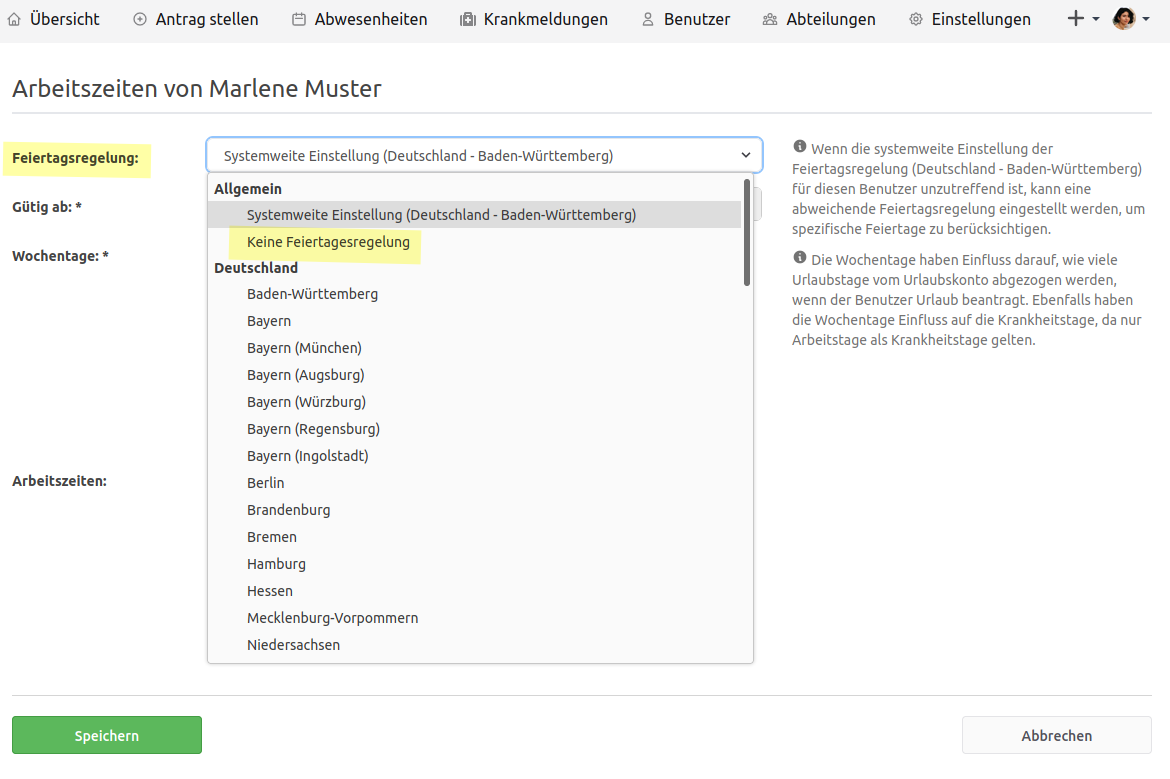 Übersicht Antrag stellen Abwesenheiten Krankmeldungen Benutzer Abteilungen Einstellungen
Arbeitszeiten von Marlene Muster
Feiertagsregelung:
Systemweite Einstellung (Deutschland - Baden-Württemberg)
Allgemein
Systemweite Einstellung (Deutschland - Baden-Württemberg)
Keine Feiertagesregelung
Deutschland
Baden-Württemberg
Bayern
Bayern (München)
Bayern (Augsburg)
Bayern (Würzburg)
Bayern (Regensburg)
Bayern (Ingolstadt)
Berlin
Brandenburg
Bremen
Hamburg
Hessen
Mecklenburg-Vorpommern
Niedersachsen
Gütig ab: *
Wochentage: *
Arbeitszeiten:
Wenn die systemweite Einstellung der
Feiertagsregelung (Deutschland - Baden-Württemberg)
für diesen Benutzer unzutreffend ist, kann eine
abweichende Feiertagsregelung eingestellt werden, um
spezifische Feiertage zu berücksichtigen.
Die Wochentage haben Einfluss darauf, wie viele
Urlaubstage vom Urlaubskonto abgezogen werden,
wenn der Benutzer Urlaub beantragt. Ebenfalls haben
die Wochentage Einfluss auf die Krankheitstage, da nur
Arbeitstage als Krankheitstage gelten.
Speichern
Abbrechen